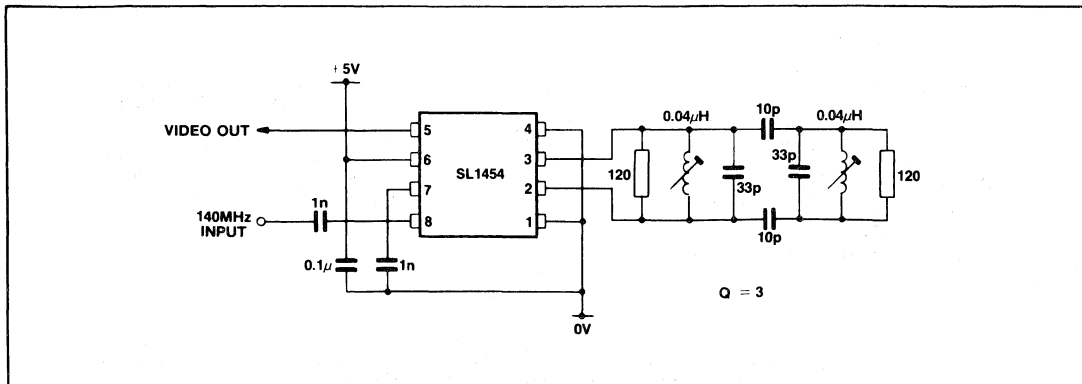 + 5V
VIDEO OUT
5
4
6
3
SL1454
7
2
140MHz
INPUT
1n
8
1
0.1µ
1n
0V
120
0.04µH
33p
10p
10p
0.04µH
33p
120
Q = 3